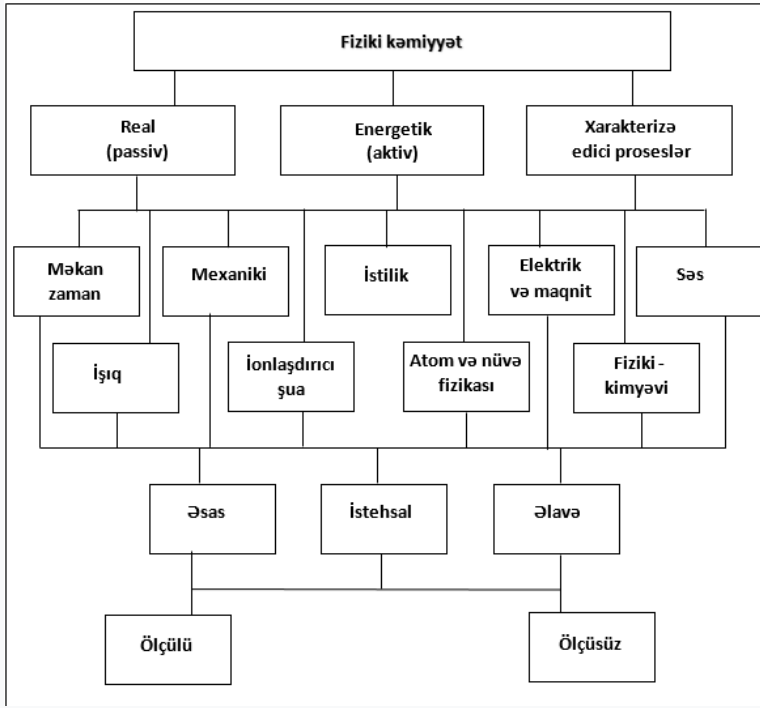 Fiziki kəmiyyət
Real
(passiv)
Energetik
(aktiv)
Xarakterizə
edici proseslər
Məkan
zaman
Mexaniki
İstilik
Elektrik
və maqnit
Səs
İşıq
İonlaşdırıcı
şua
Atom və nüvə
fizikası
Fiziki -
kimyəvi
Əsas
İstehsal
Əlavə
Ölçülü
Ölçüsüz